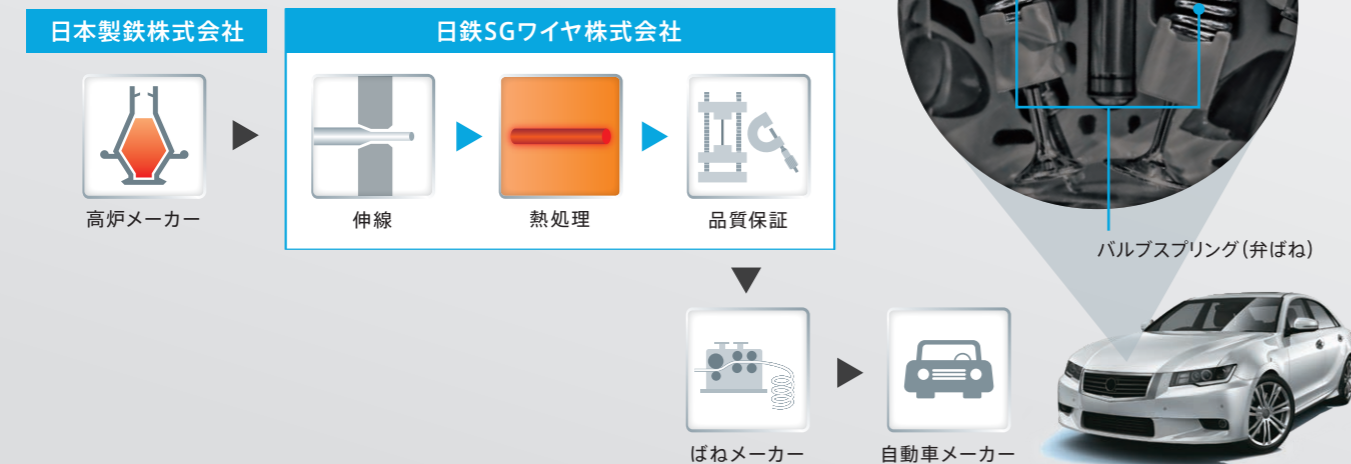 日本製鉄株式会社
日鉄SGワイヤ株式会社
高炉メーカー
伸線
熱処理
品質保証
バルブスプリング(弁ばね)
ばねメーカー
自動車メーカー